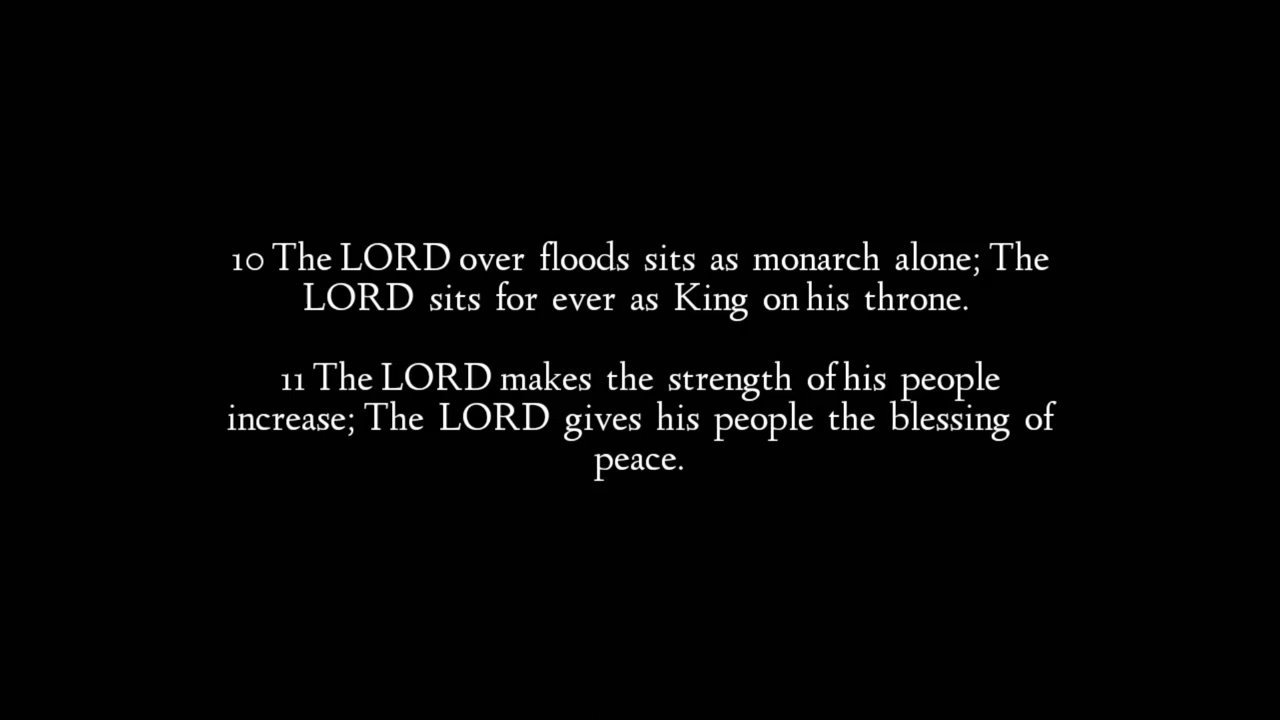 10 The LORD over floods sits as monarch alone; The
LORD sits for ever as King on his throne.
11 The LORD makes the strength of his people
increase; The LORD gives his people the blessing of
peace.